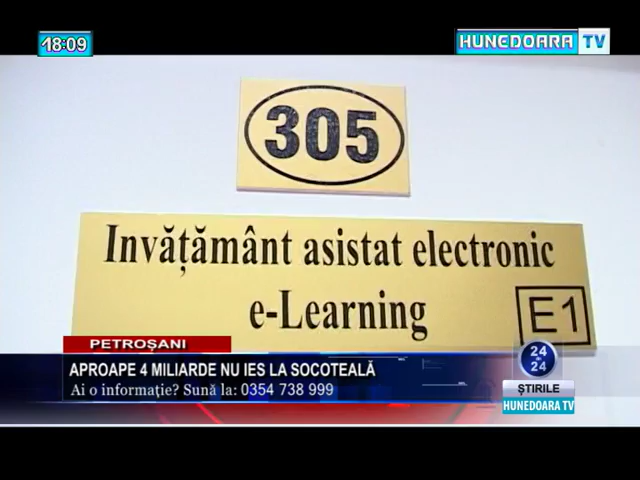 18:09
HUNEDOARA TV
305
Invățământ asistat electronic
e-Learning
E1
PETROȘANI
APROAPE 4 MILIARDE NU IES LA SOCOTEALĂ
Ai o informație? Sună la: 0354 738 999
24
24
ȘTIRILE
HUNEDOARA TV